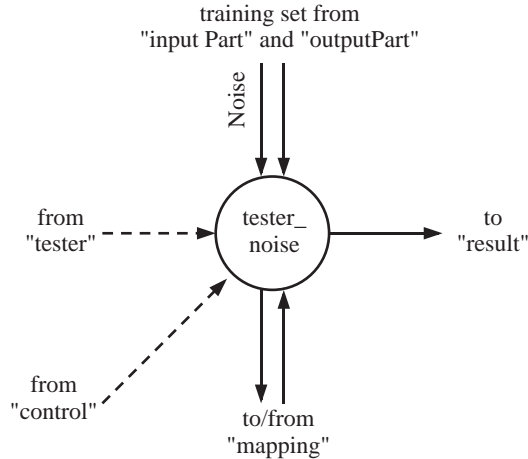 training set from
"input Part" and "outputPart"
Noise
tester_
noise
from
"tester"
to
"result"
from
"control"
to/from
"mapping"